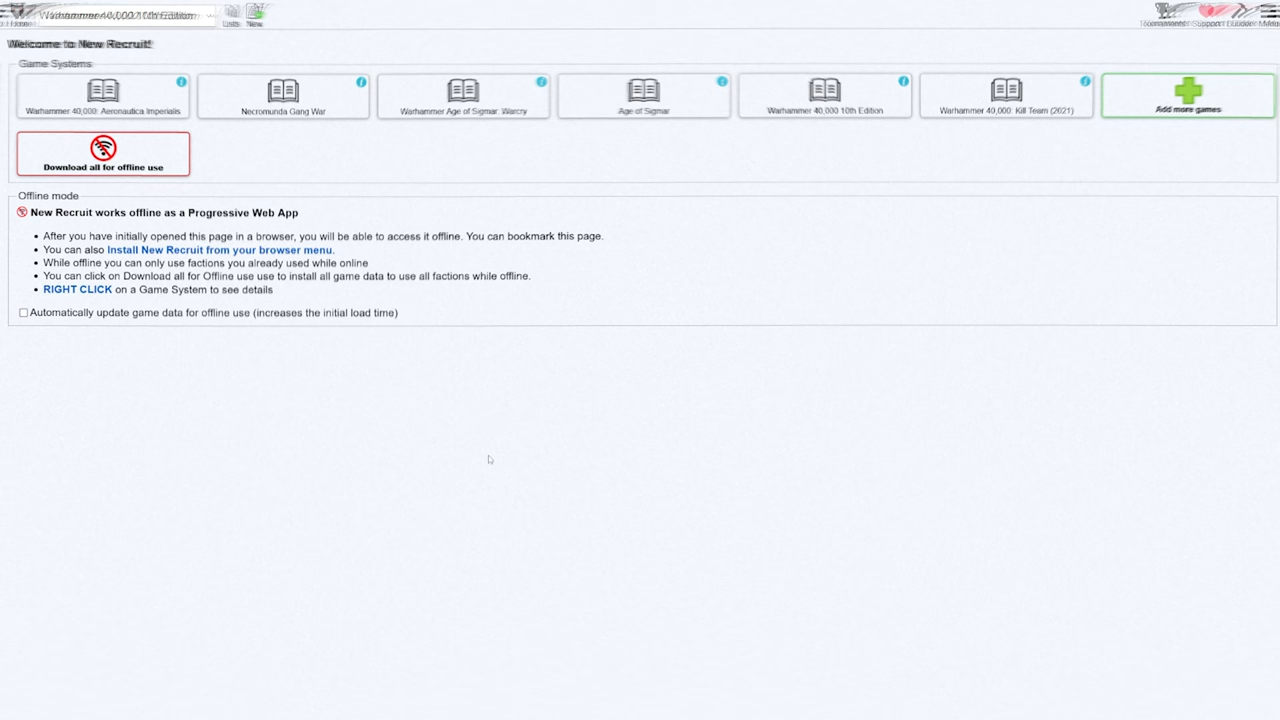 Warhammer 40,000 10th Edition
Lists New
Welcome to New Recruit!
Game Systems
Warhammer 40,000: Aeronautica Imperialis
Necromunda Gang War
Warhammer Age of Sigmar: Warcry
Age of Sigmar
Warhammer 40,000 10th Edition
Warhammer 40,000: Kill Team (2021)
Add more games
Download all for offline use
Offline mode
New Recruit works offline as a Progressive Web App
• After you have initially opened this page in a browser, you will be able to access it offline. You can bookmark this page.
• You can also Install New Recruit from your browser menu.
• While offline you can only use factions you already used while online
• You can click on Download all for Offline use use to install all game data to use all factions while offline.
• RIGHT CLICK on a Game System to see details
Automatically update game data for offline use (increases the initial load time)